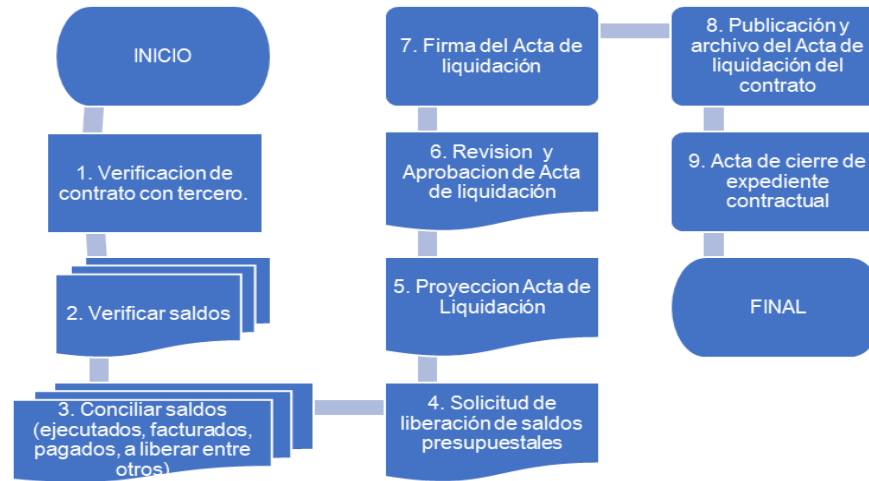 INICIO
1. Verificacion de
contrato con tercero.
2. Verificar saldos
3. Conciliar saldos
(ejecutados, facturados,
pagados, a liberar entre
otros)
4. Solicitud de
liberación de saldos
presupuestales
5. Proyeccion Acta de
Liquidación
6. Revision y
Aprobacion de Acta
de liquidación
7. Firma del Acta de
liquidación
8. Publicación y
archivo del Acta de
liquidación del
contrato
9. Acta de cierre de
expediente
contractual
FINAL